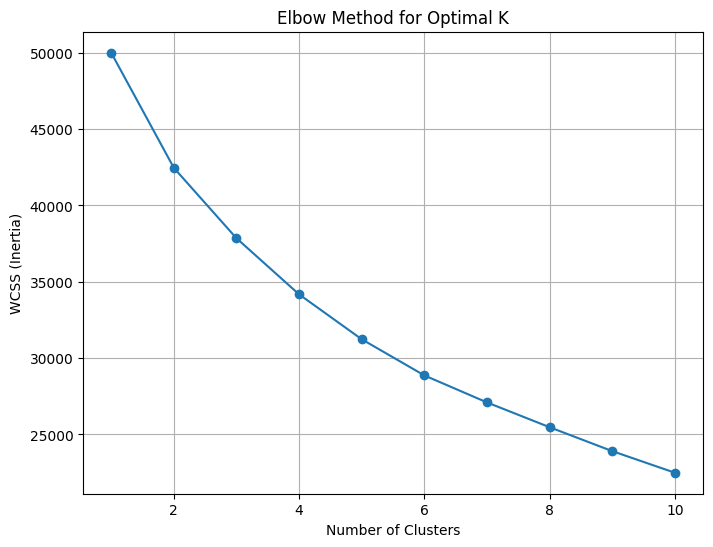 Elbow Method for Optimal K
50000
45000
40000
35000
30000
25000
WCSS (Inertia)
2 4 6 8 10
Number of Clusters